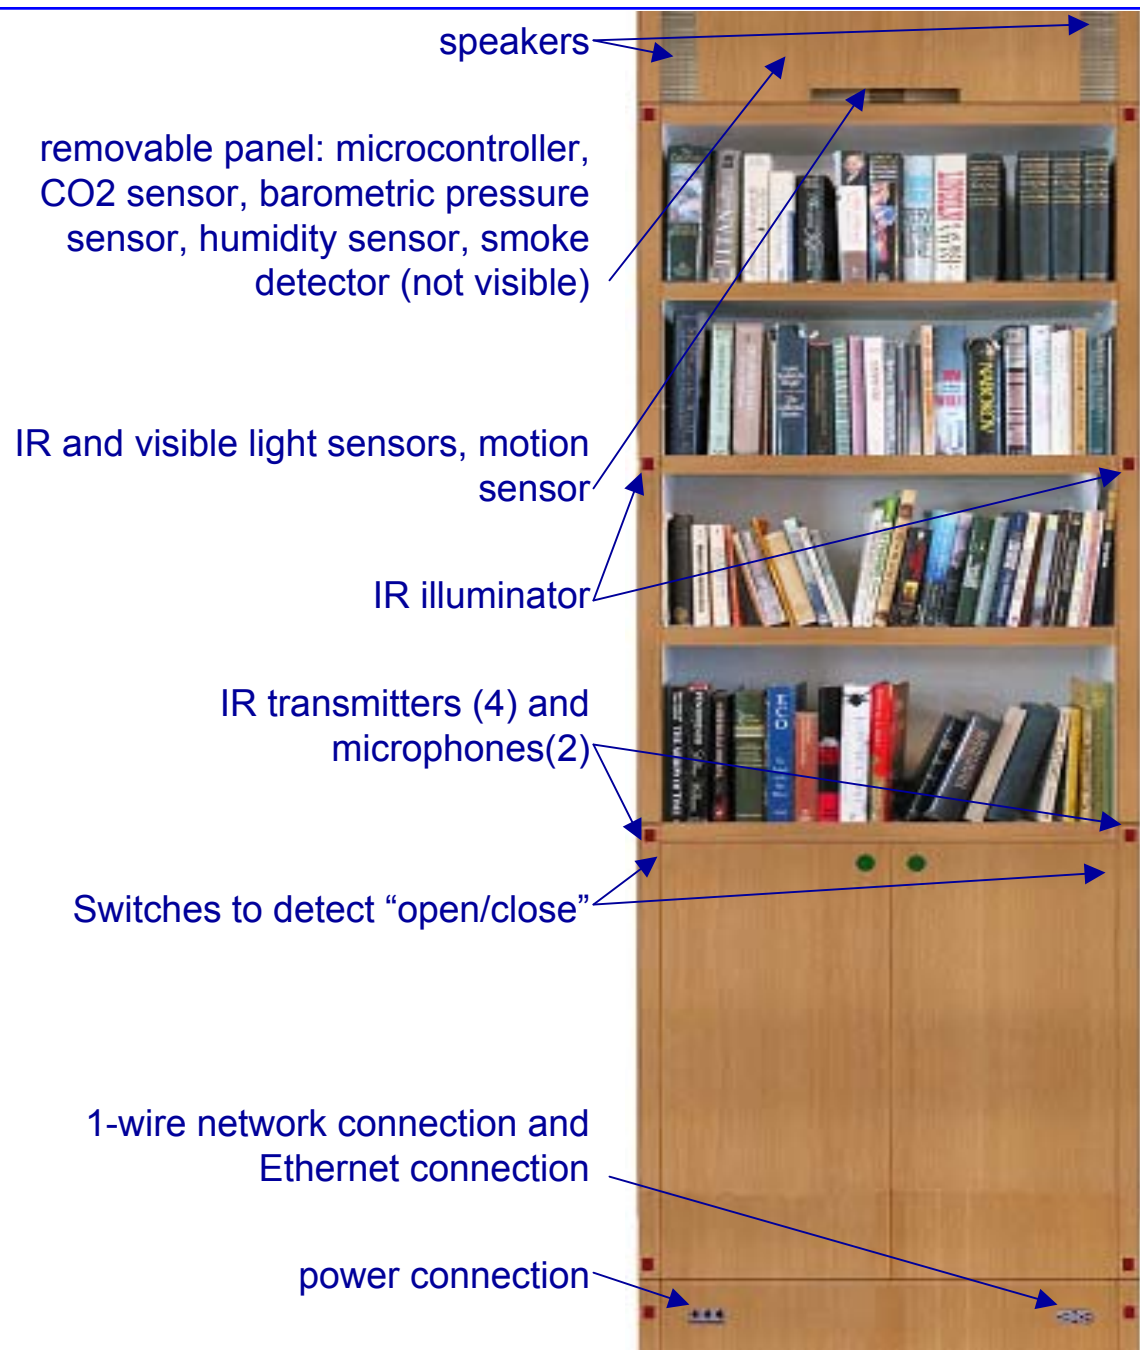 speakers
removable panel: microcontroller,
CO2 sensor, barometric pressure
sensor, humidity sensor, smoke
detector (not visible)
IR and visible light sensors, motion
sensor
IR illuminator
IR transmitters (4) and
microphones(2)
Switches to detect “open/close”
1-wire network connection and
Ethernet connection
power connection
TITAN